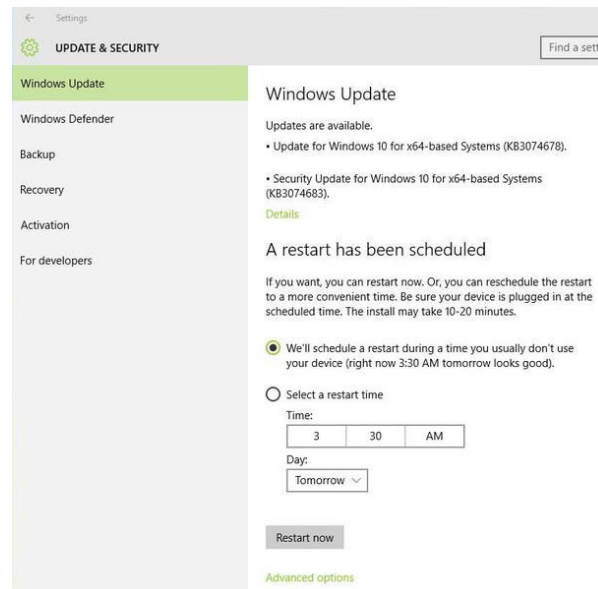 Settings
UPDATE & SECURITY
Find a sett
Windows Update
Windows Defender
Backup
Recovery
Activation
For developers
Windows Update
Updates are available.
• Update for Windows 10 for x64-based Systems (KB3074678).
• Security Update for Windows 10 for x64-based Systems
(KB3074683).
Details
A restart has been scheduled
If you want, you can restart now. Or, you can reschedule the restart
to a more convenient time. Be sure your device is plugged in at the
scheduled time. The install may take 10-20 minutes.
We'll schedule a restart during a time you usually don't use
your device (right now 3:30 AM tomorrow looks good).
Select a restart time
Time:
3 30 AM
Day:
Tomorrow
Restart now
Advanced options